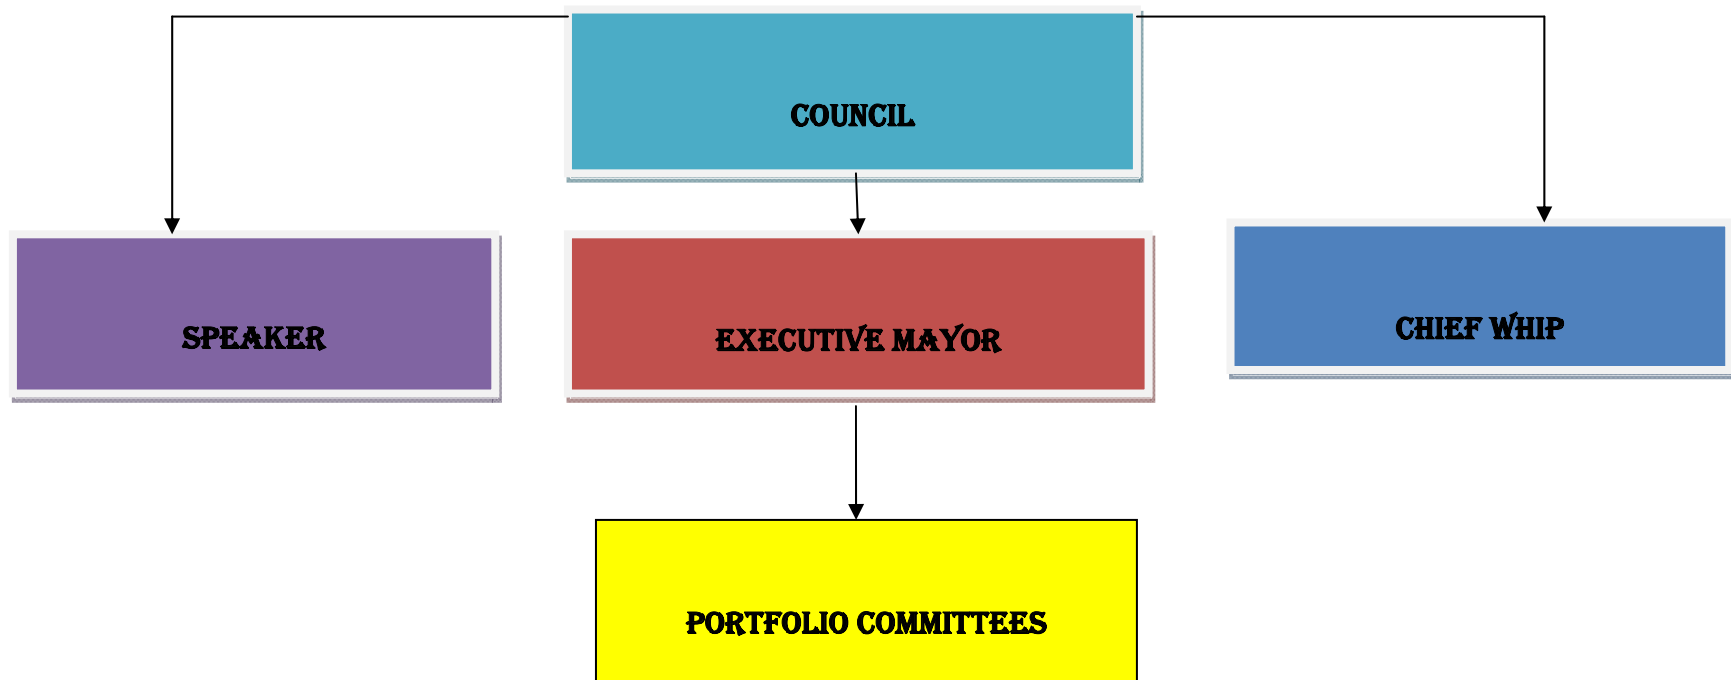 COUNCIL
SPEAKER
EXECUTIVE MAYOR
CHIEF WHIP
PORTFOLIO COMMITTEES